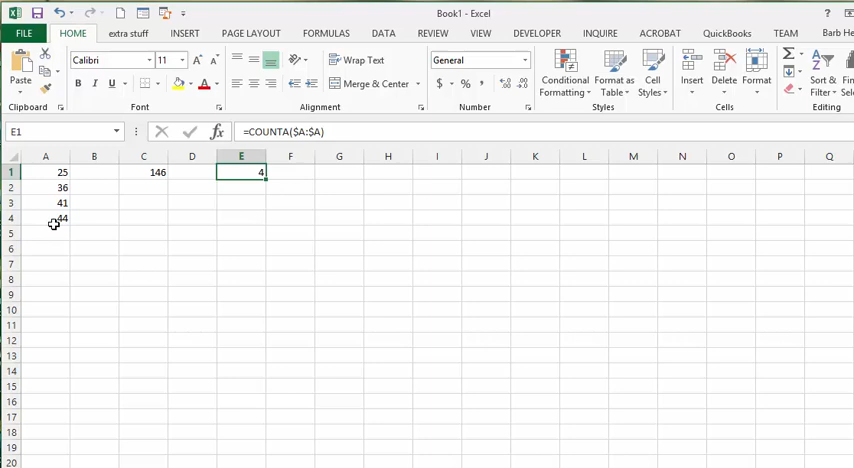 Book1 - Excel
?
FILE HOME extra stuff INSERT PAGE LAYOUT FORMULAS DATA REVIEW VIEW DEVELOPER INQUIRE ACROBAT QuickBooks TEAM Barb He
Calibri 11 Wrap Text General
Paste B I U A A Merge & Center $ % , Conditional Formatting Format as Table Cell Styles Insert Delete Format Sort & Filter
Clipboard Font Alignment Number Styles Cells Editing
E1 fx =COUNTA($A:$A)
A B C D E F G H I J K L M N O P Q
1 25 146 4
2 36
3 41
4 44
5
6
7
8
9
10
11
12
13
14
15
16
17
18
19
20